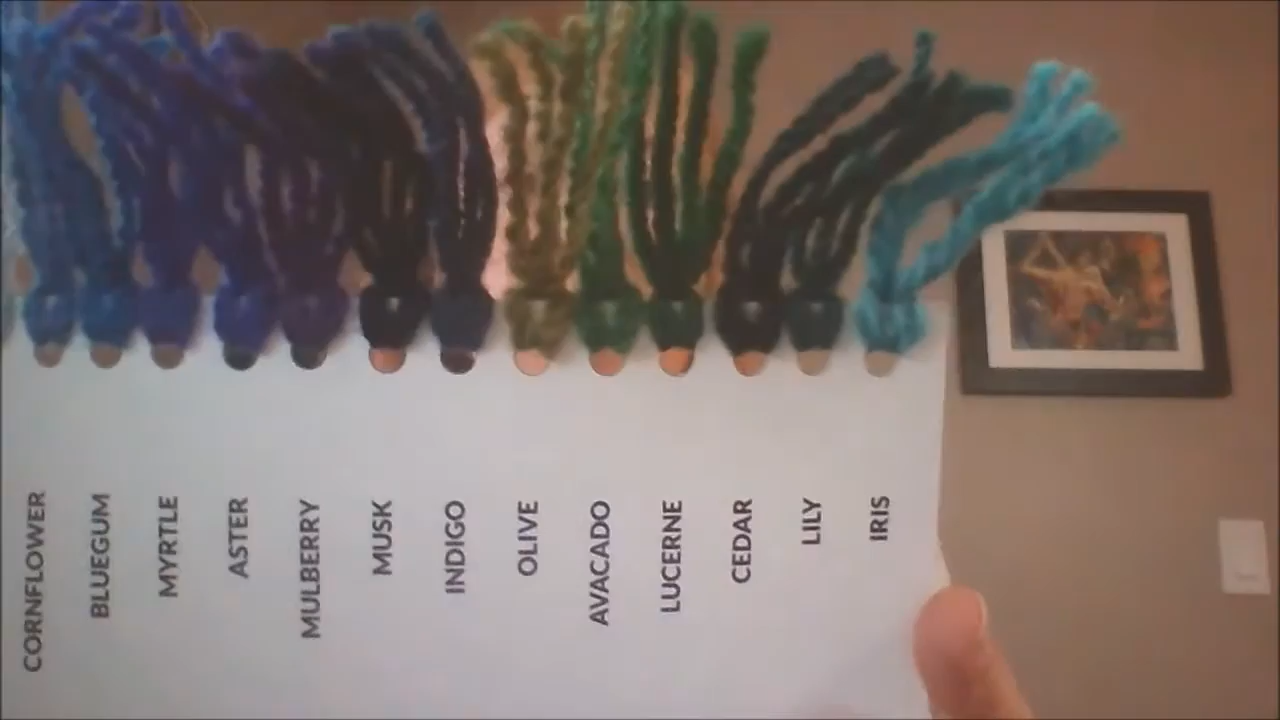 CORNFLOWER
BLUEGUM
MYRTLE
ASTER
MULBERRY
MUSK
INDIGO
OLIVE
AVACADO
LUCERNE
CEDAR
LILY
IRIS